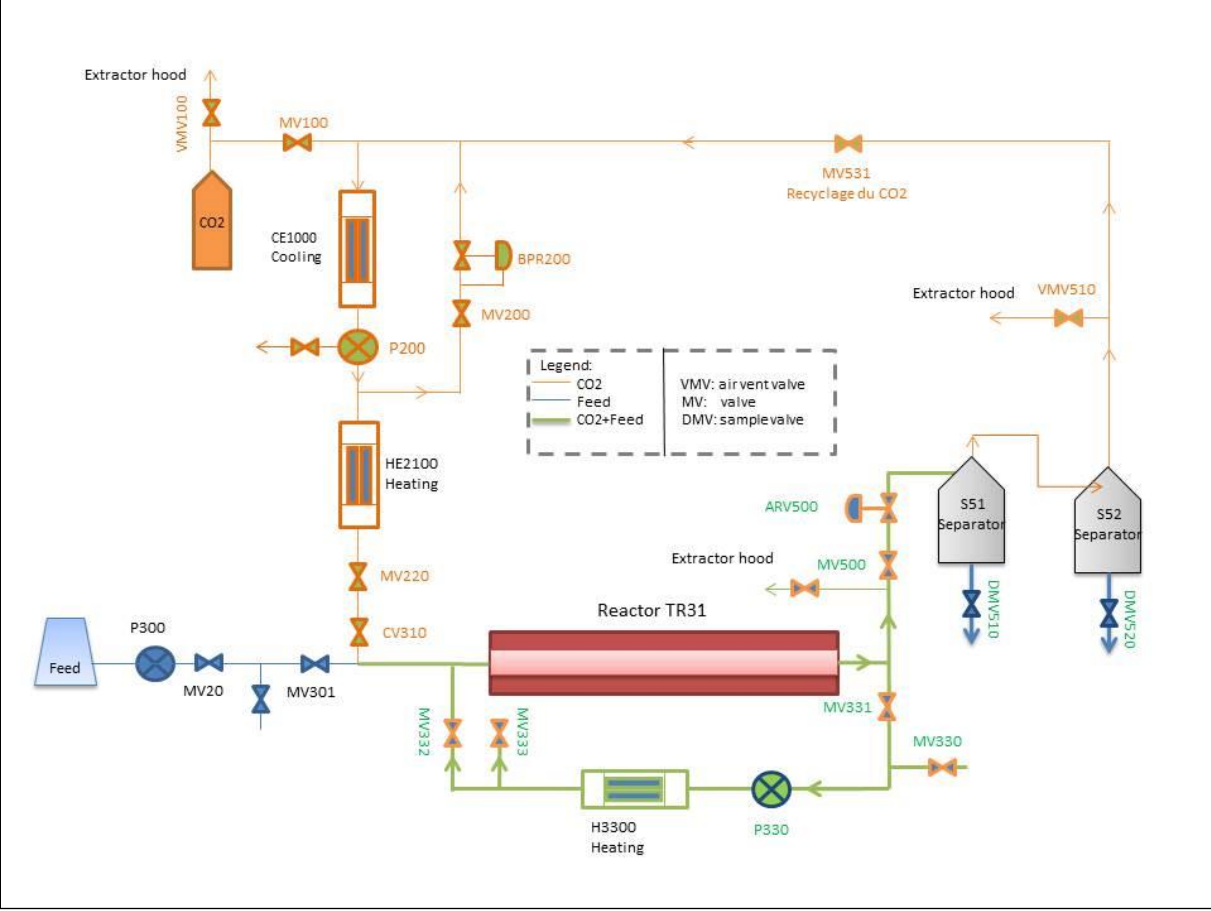 Extractor hood
VMV100
MV100
MV531
Recyclage du CO2
CO2
CE1000
Cooling
BPR200
MV200
P200
Extractor hood
VMV510
Legend:
CO2
Feed
CO2+Feed
VMV: air vent valve
MV: valve
DMV: sample valve
HE2100
Heating
ARV500
S51
Separator
S52
Separator
Extractor hood
MV500
MV220
DMV510
DMV520
Reactor TR31
CV310
P300
Feed
MV20
MV301
MV332
MV333
MV331
MV330
H3300
Heating
P330